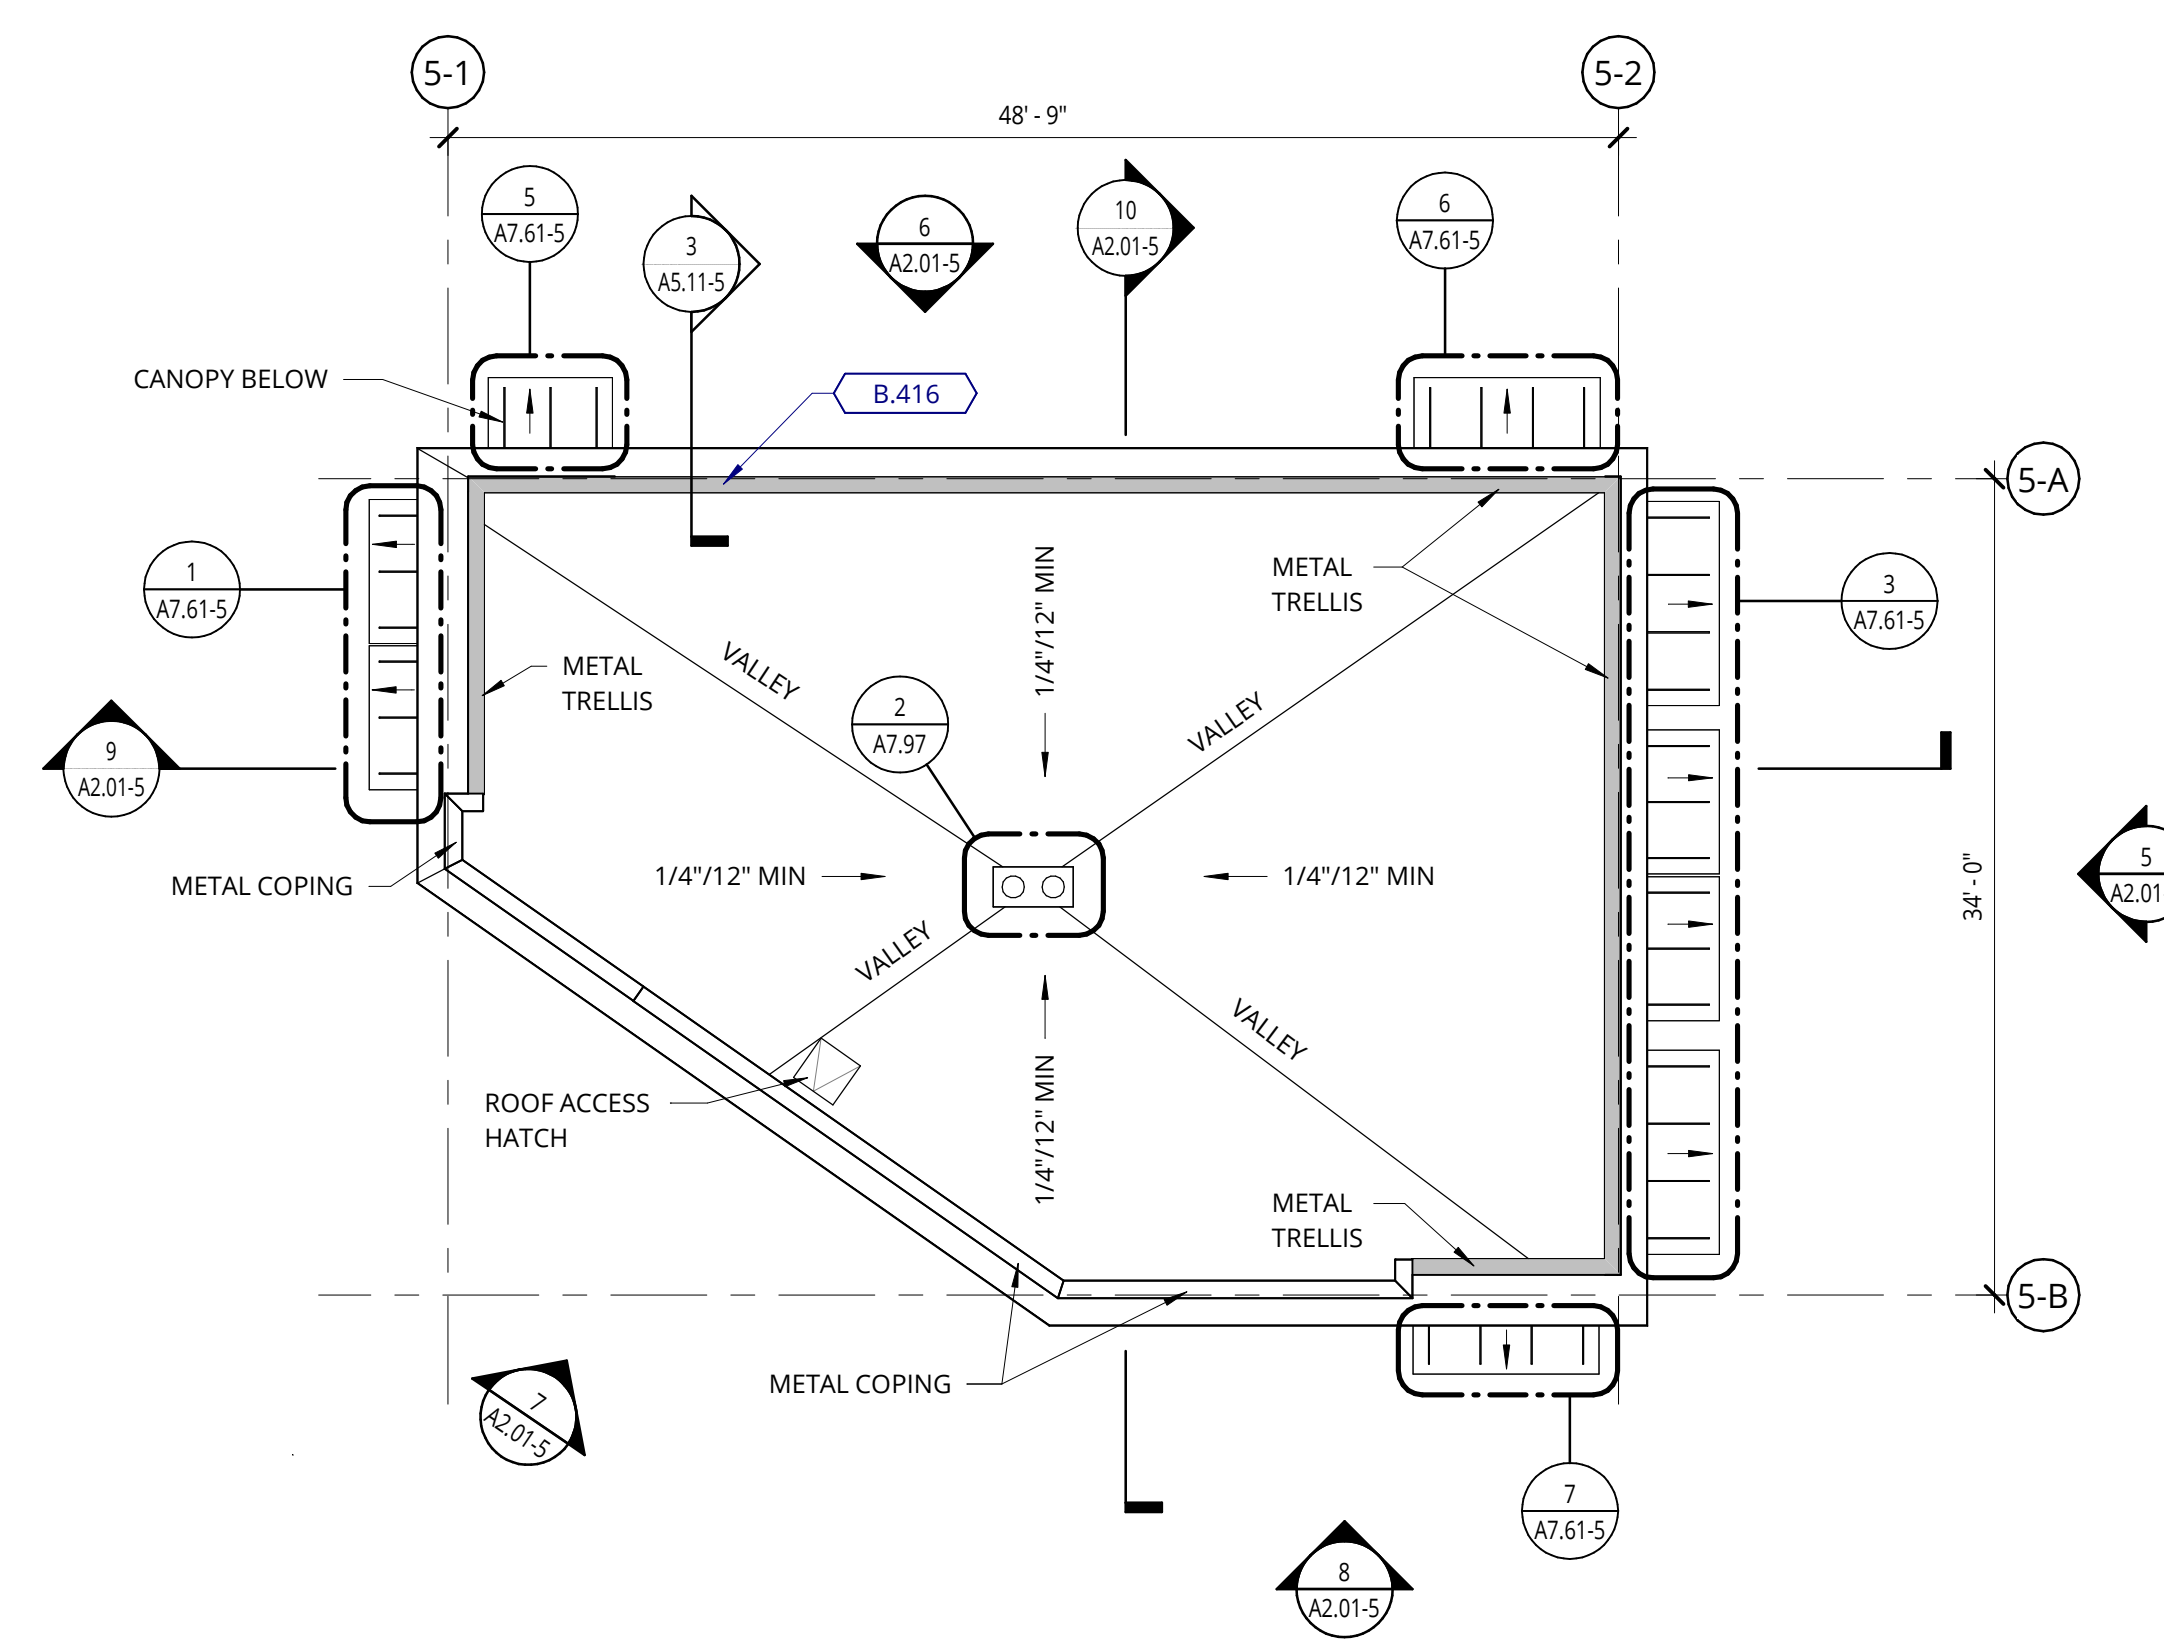 5-1
5-2
48' - 9"
5
A7.61-5
3
A5.11-5
6
A2.01-5
10
A2.01-5
6
A7.61-5
CANOPY BELOW
B.416
5-A
1
A7.61-5
METAL
TRELLIS
1/4"/12" MIN
3
A7.61-5
METAL
TRELLIS
VALLEY
VALLEY
2
A7.97
9
A2.01-5
METAL COPING
1/4"/12" MIN
1/4"/12" MIN
34' - 0"
5
A2.01
VALLEY
VALLEY
ROOF ACCESS
HATCH
1/4"/12" MIN
METAL
TRELLIS
5-B
METAL COPING
7
A2.01-5
7
A7.61-5
8
A2.01-5